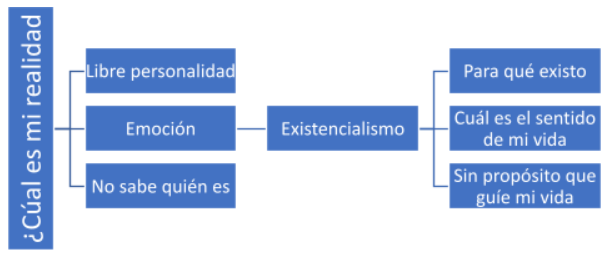 ¿Cúal es mi realidad
Libre personalidad
Emoción
No sabe quién es
Existencialismo
Para qué existo
Cuál es el sentido
de mi vida
Sin propósito que
guíe mi vida